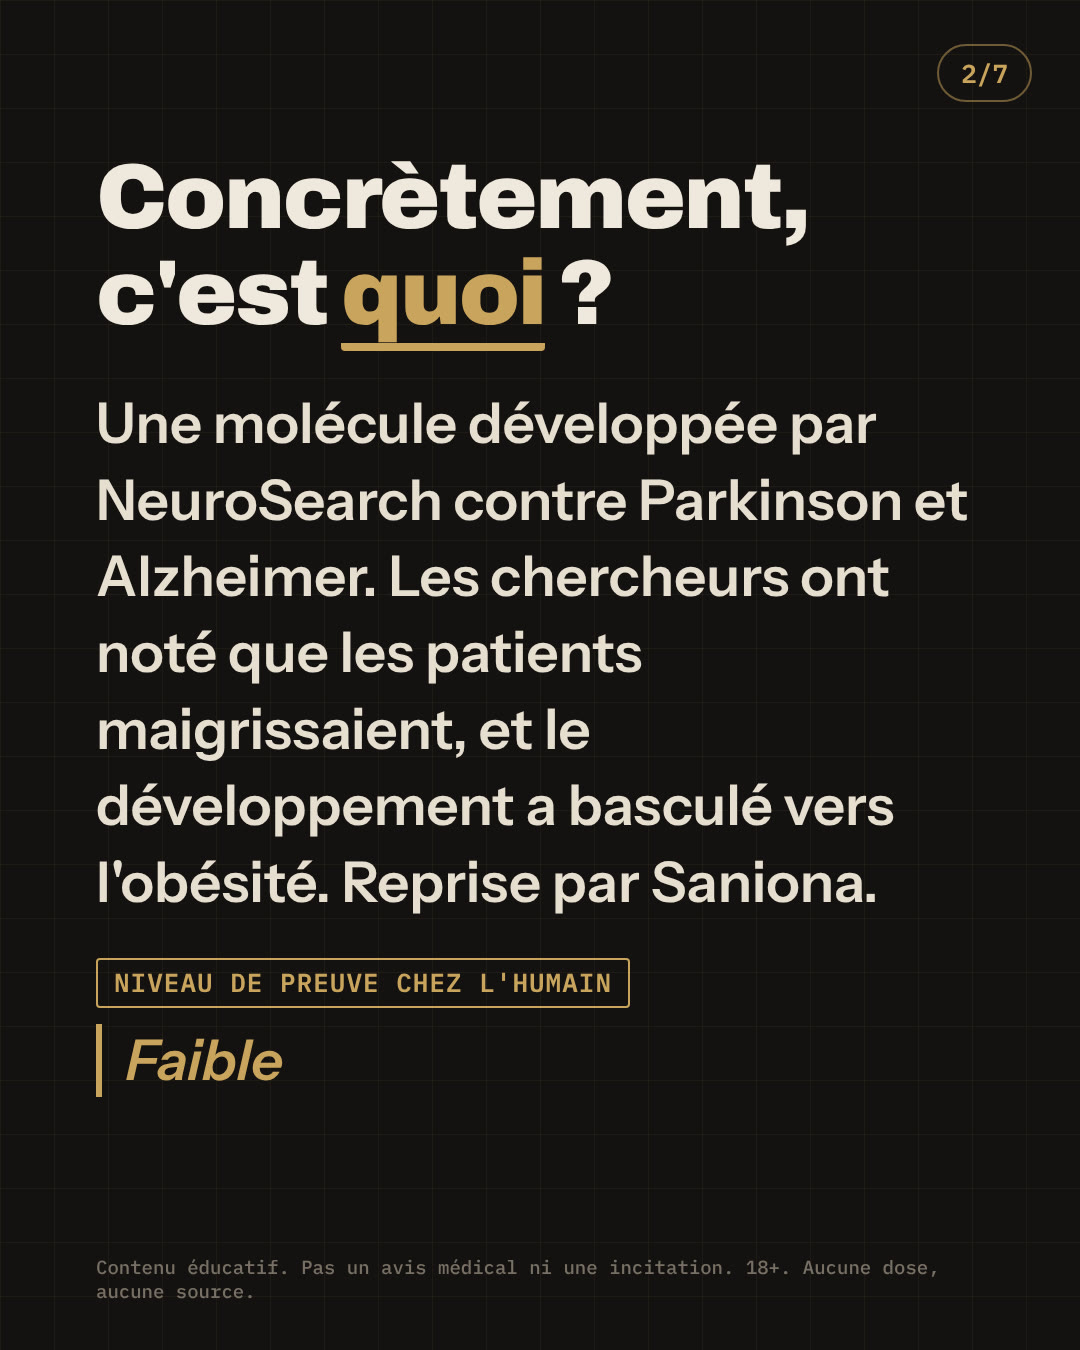 2/7
Concrètement,
c'est quoi ?
Une molécule développée par
NeuroSearch contre Parkinson et
Alzheimer. Les chercheurs ont
noté que les patients
maigrissaient, et le
développement a basculé vers
l'obésité. Reprise par Saniona.
NIVEAU DE PREUVE CHEZ L'HUMAIN
Faible
Contenu éducatif. Pas un avis médical ni une incitation. 18+. Aucune dose,
aucune source.